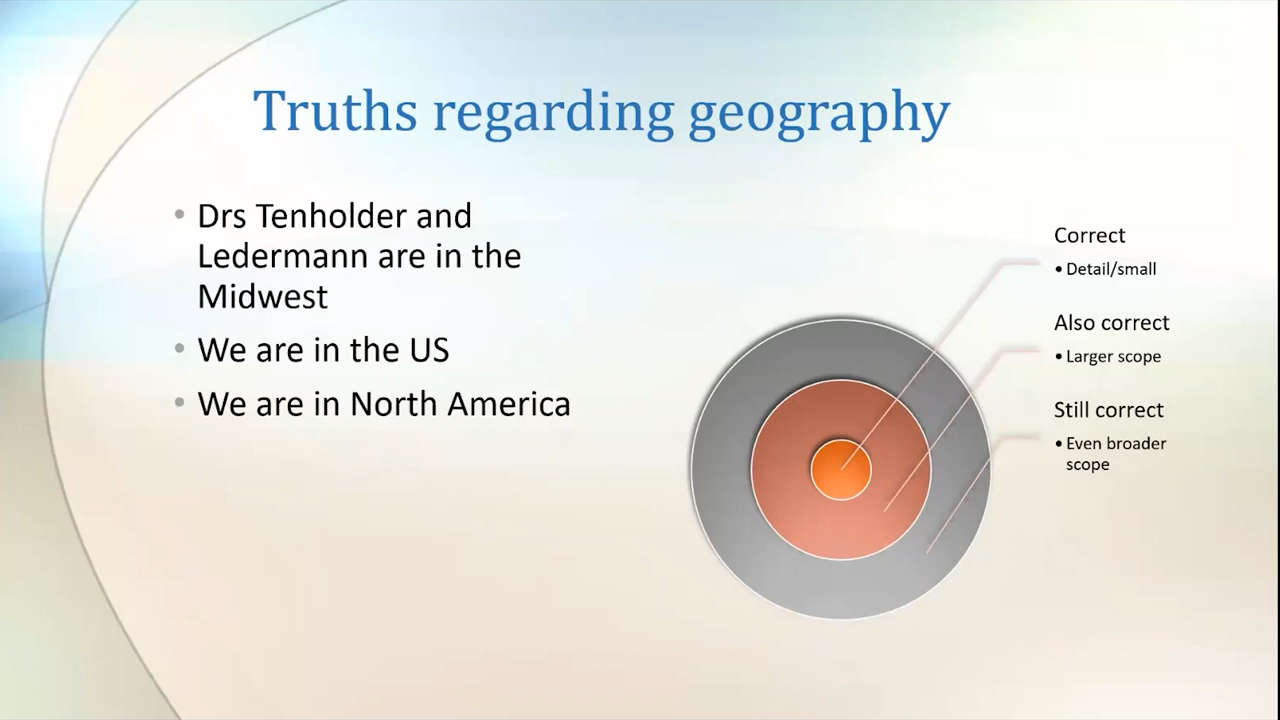 Truths regarding geography
• Drs Tenholder and
Ledermann are in the
Midwest
• We are in the US
• We are in North America
Correct
• Detail/small
Also correct
• Larger scope
Still correct
• Even broader
scope